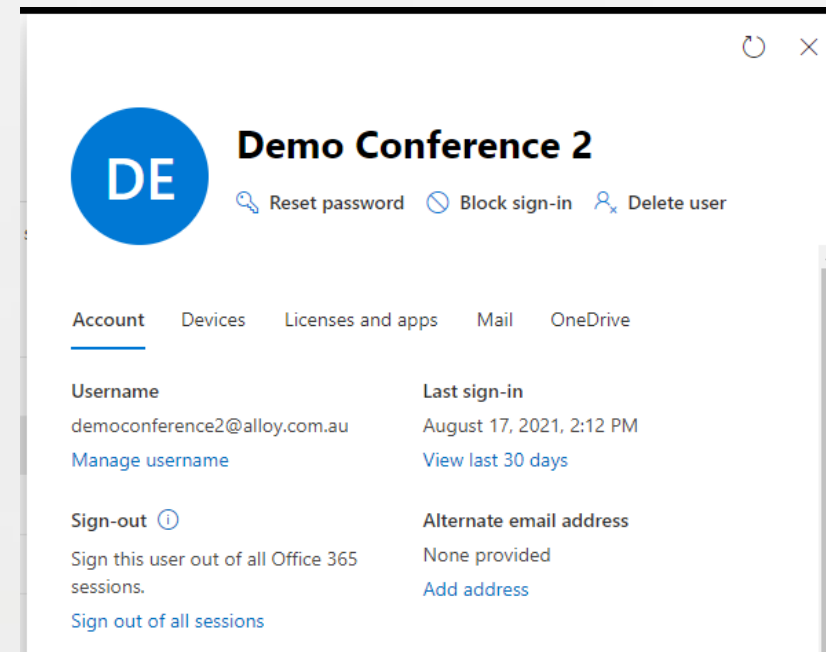 DE
Demo Conference 2
Reset password Block sign-in Delete user
Account Devices Licenses and apps Mail OneDrive
Username
democonference2@alloy.com.au
Manage username
Last sign-in
August 17, 2021, 2:12 PM
View last 30 days
Sign-out
Sign this user out of all Office 365
sessions.
Sign out of all sessions
Alternate email address
None provided
Add address